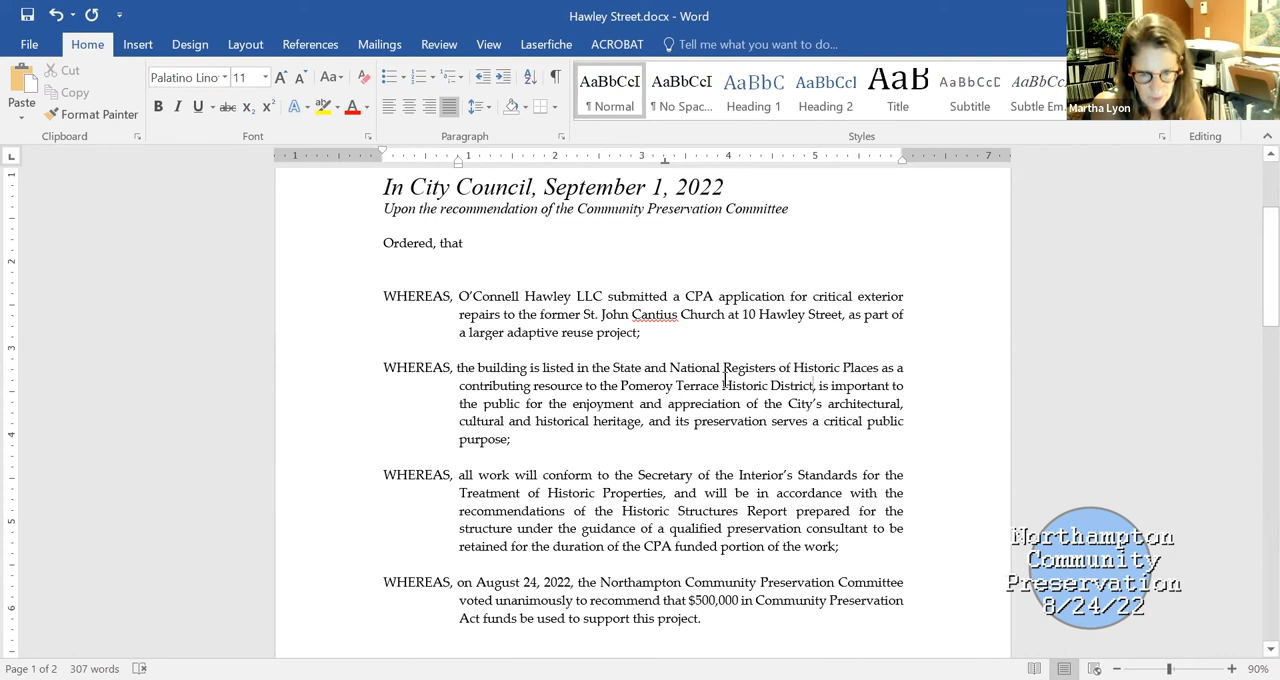 Hawley Street.docx - Word
File Home Insert Design Layout References Mailings Review View Laserfiche ACROBAT Tell me what you want to do...
Paste
Cut
Copy
Format Painter
Palatino Lino 11
AaBbCcI AaBbCcI AaBbC AaBbCcI AaB AaBbCcD AaBbCc
¶ Normal ¶ No Spac... Heading 1 Heading 2 Title Subtitle Subtle Em...
Martha Lyon
Clipboard Font Paragraph Styles Editing
1 1 2 3 4 5 7
In City Council, September 1, 2022
Upon the recommendation of the Community Preservation Committee
Ordered, that
WHEREAS, O'Connell Hawley LLC submitted a CPA application for critical exterior
repairs to the former St. John Cantius Church at 10 Hawley Street, as part of
a larger adaptive reuse project;
WHEREAS, the building is listed in the State and National Registers of Historic Places as a
contributing resource to the Pomeroy Terrace Historic District, is important to
the public for the enjoyment and appreciation of the City's architectural,
cultural and historical heritage, and its preservation serves a critical public
purpose;
WHEREAS, all work will conform to the Secretary of the Interior's Standards for the
Treatment of Historic Properties, and will be in accordance with the
recommendations of the Historic Structures Report prepared for the
structure under the guidance of a qualified preservation consultant to be
retained for the duration of the CPA funded portion of the work;
WHEREAS, on August 24, 2022, the Northampton Community Preservation Committee
voted unanimously to recommend that $500,000 in Community Preservation
Act funds be used to support this project.
Northampton
Community
Preservation
8/24/22
Page 1 of 2 307 words 90%